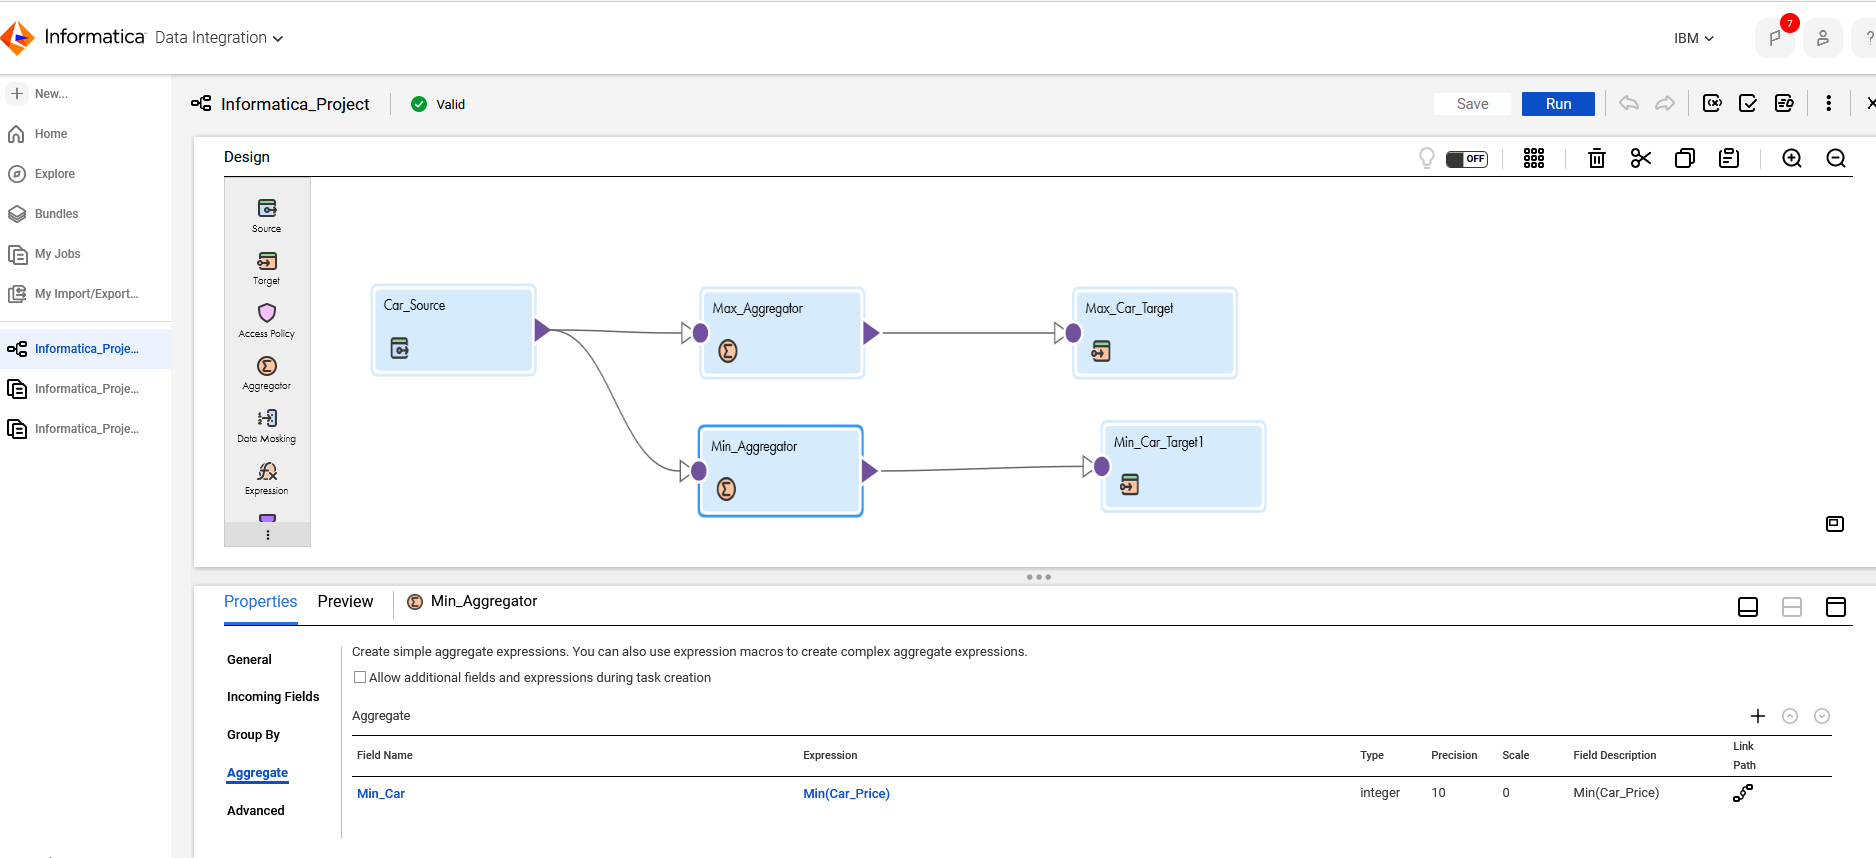 Informatica Data Integration
IBM
7
?
New...
Home
Explore
Bundles
My Jobs
My Import/Export...
Informatica_Proje...
Informatica_Proje...
Informatica_Proje...
Informatica_Project
Valid
Save
Run
Design
OFF
Source
Target
Access Policy
Aggregator
Data Masking
Expression
Car_Source
Max_Aggregator
Max_Car_Target
Min_Aggregator
Min_Car_Target1
Properties
Preview
Min_Aggregator
General
Incoming Fields
Group By
Aggregate
Advanced
Create simple aggregate expressions. You can also use expression macros to create complex aggregate expressions.
Allow additional fields and expressions during task creation
Aggregate
Field Name Expression Type Precision Scale Field Description Link Path
Min_Car Min(Car_Price) integer 10 0 Min(Car_Price)